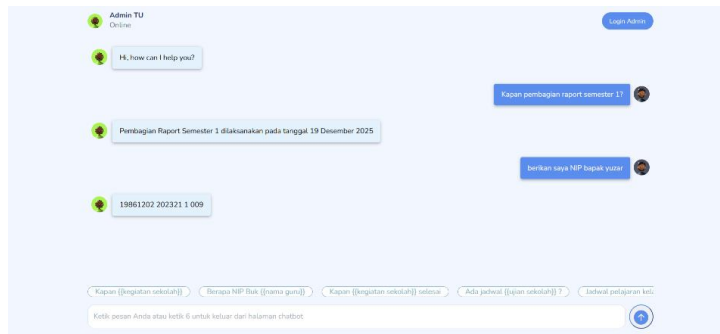 Admin TU
Online
Login Admin
Hi, how can I help you?
Kapan pembagian raport semester 1?
Pembagian Raport Semester 1 dilaksanakan pada tanggal 19 Desember 2025
berikan saya NIP bapak yuzar
19861202 202321 1 009
Kapan {{kegiatan sekolah}}
Berapa NIP Buk {{nama guru}}
Kapan {{kegiatan sekolah}} selesai
Ada jadwal {{ujian sekolah}} ?
Jadwal pelajaran kela
Ketik pesan Anda atau ketik 6 untuk keluar dari halaman chatbot.